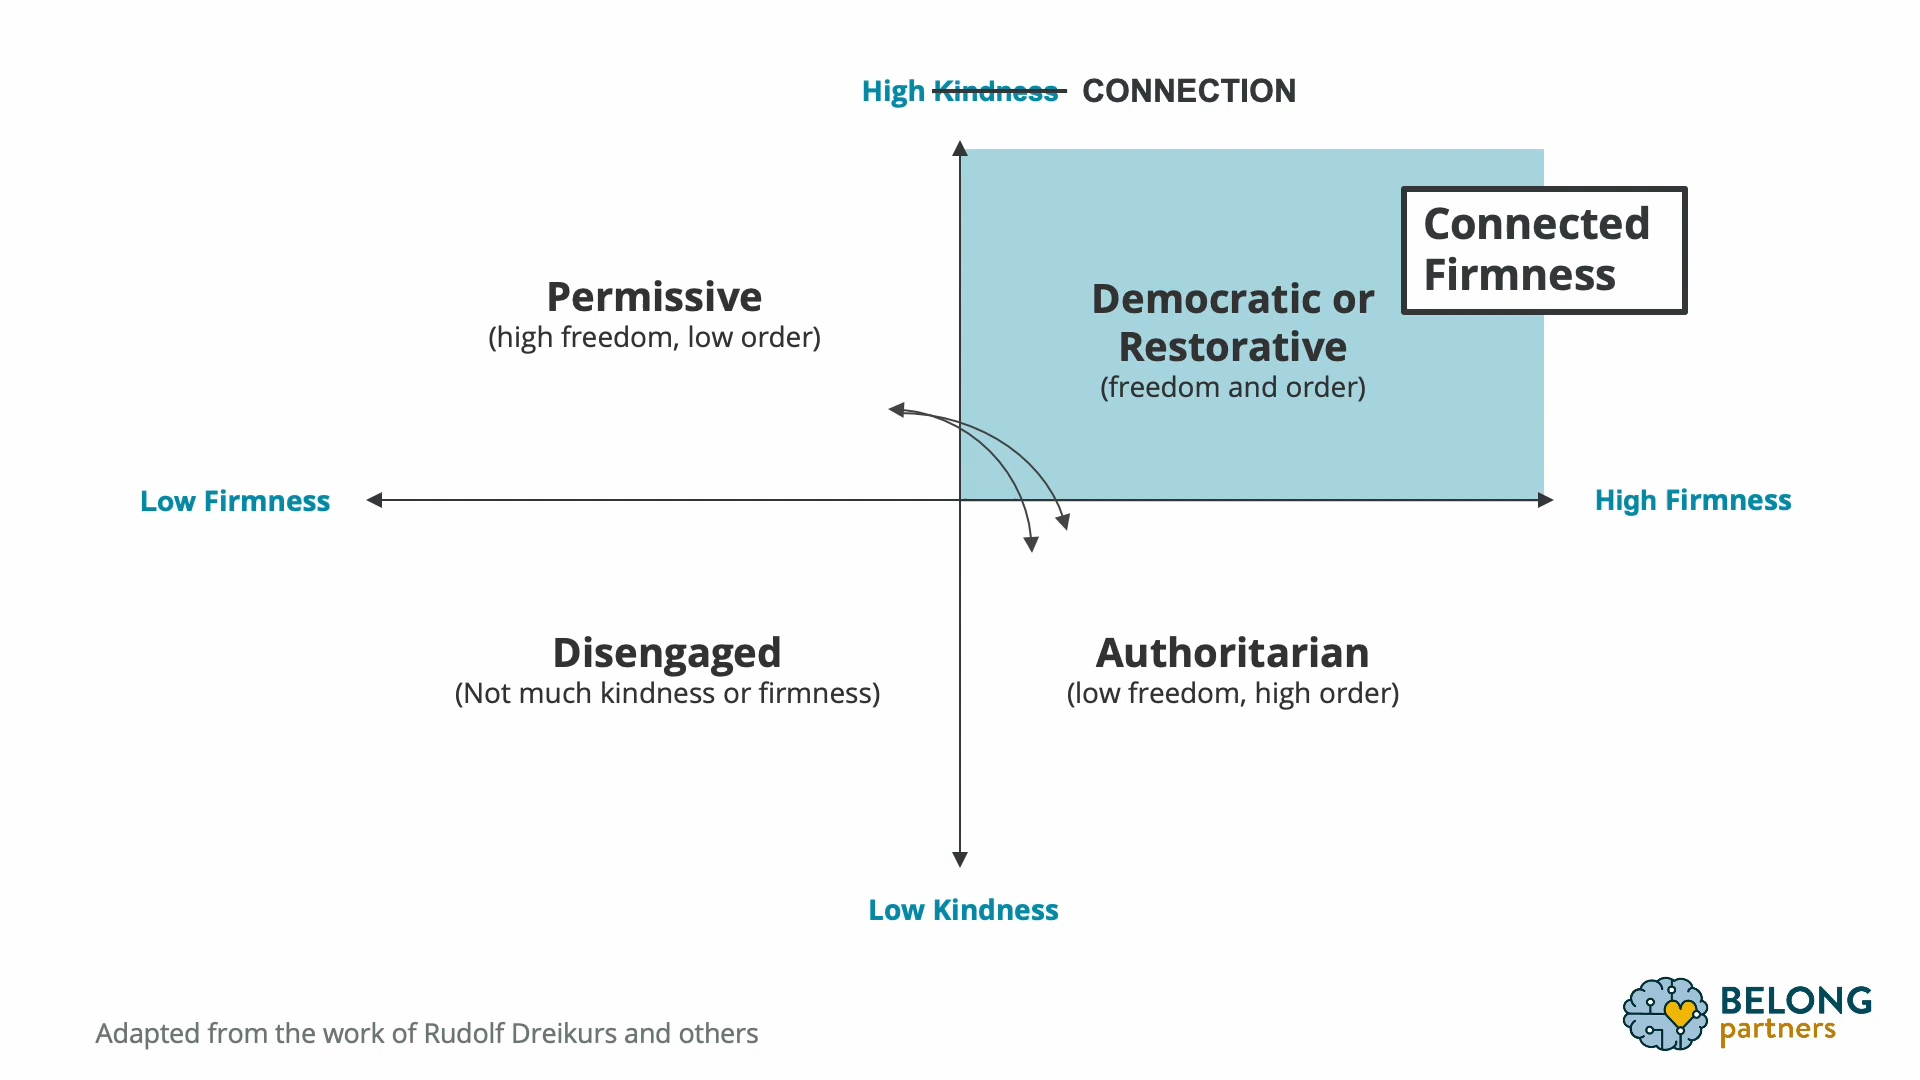 High Kindness CONNECTION
Connected
Firmness
Permissive
(high freedom, low order)
Democratic or
Restorative
(freedom and order)
Low Firmness
High Firmness
Disengaged
(Not much kindness or firmness)
Authoritarian
(low freedom, high order)
Low Kindness
Adapted from the work of Rudolf Dreikurs and others
BELONG
partners